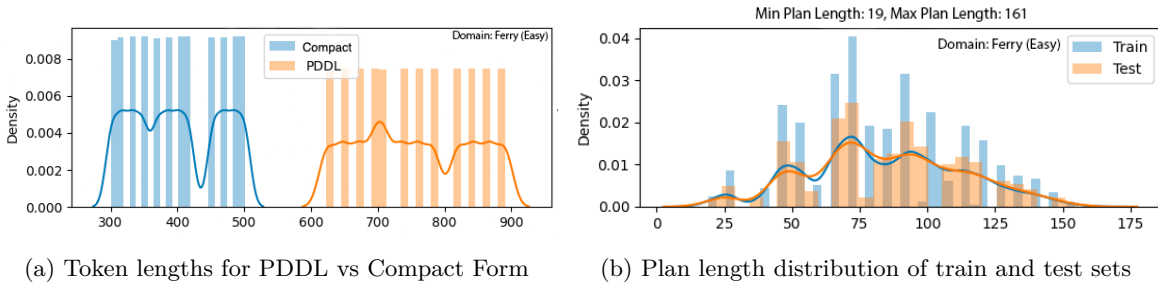 Domain: Ferry (Easy)
Compact
PDDL
Density
0.008
0.006
0.004
0.002
0.000
300 400 500 600 700 800 900
(a) Token lengths for PDDL vs Compact Form
Min Plan Length: 19, Max Plan Length: 161
Domain: Ferry (Easy)
Train
Test
Density
0.04
0.03
0.02
0.01
0.00
0 25 50 75 100 125 150 175
(b) Plan length distribution of train and test sets